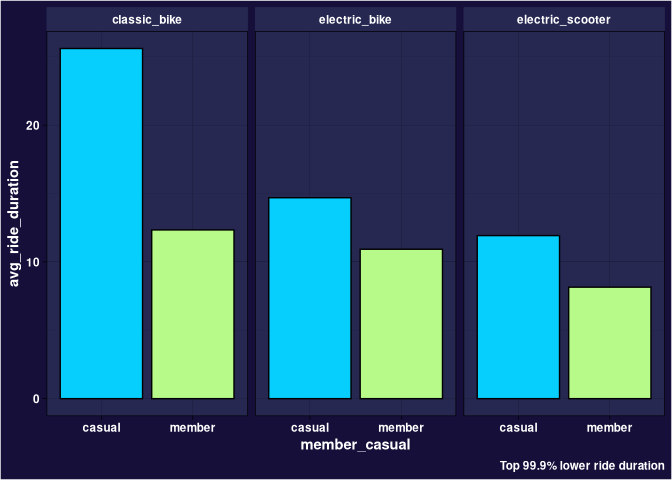 classic_bike electric_bike electric_scooter
avg_ride_duration
20
10
0
casual member casual member casual member
member_casual
Top 99.9% lower ride duration